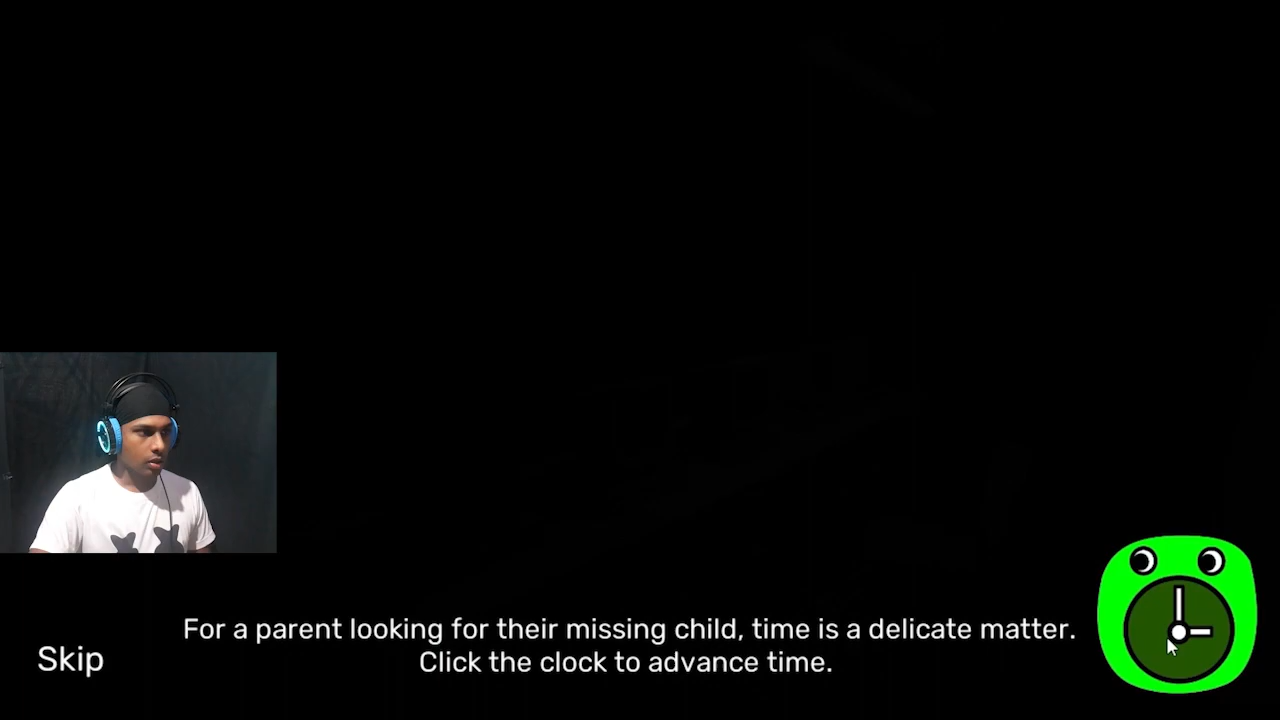 For a parent looking for their missing child, time is a delicate matter.
Click the clock to advance time.
Skip